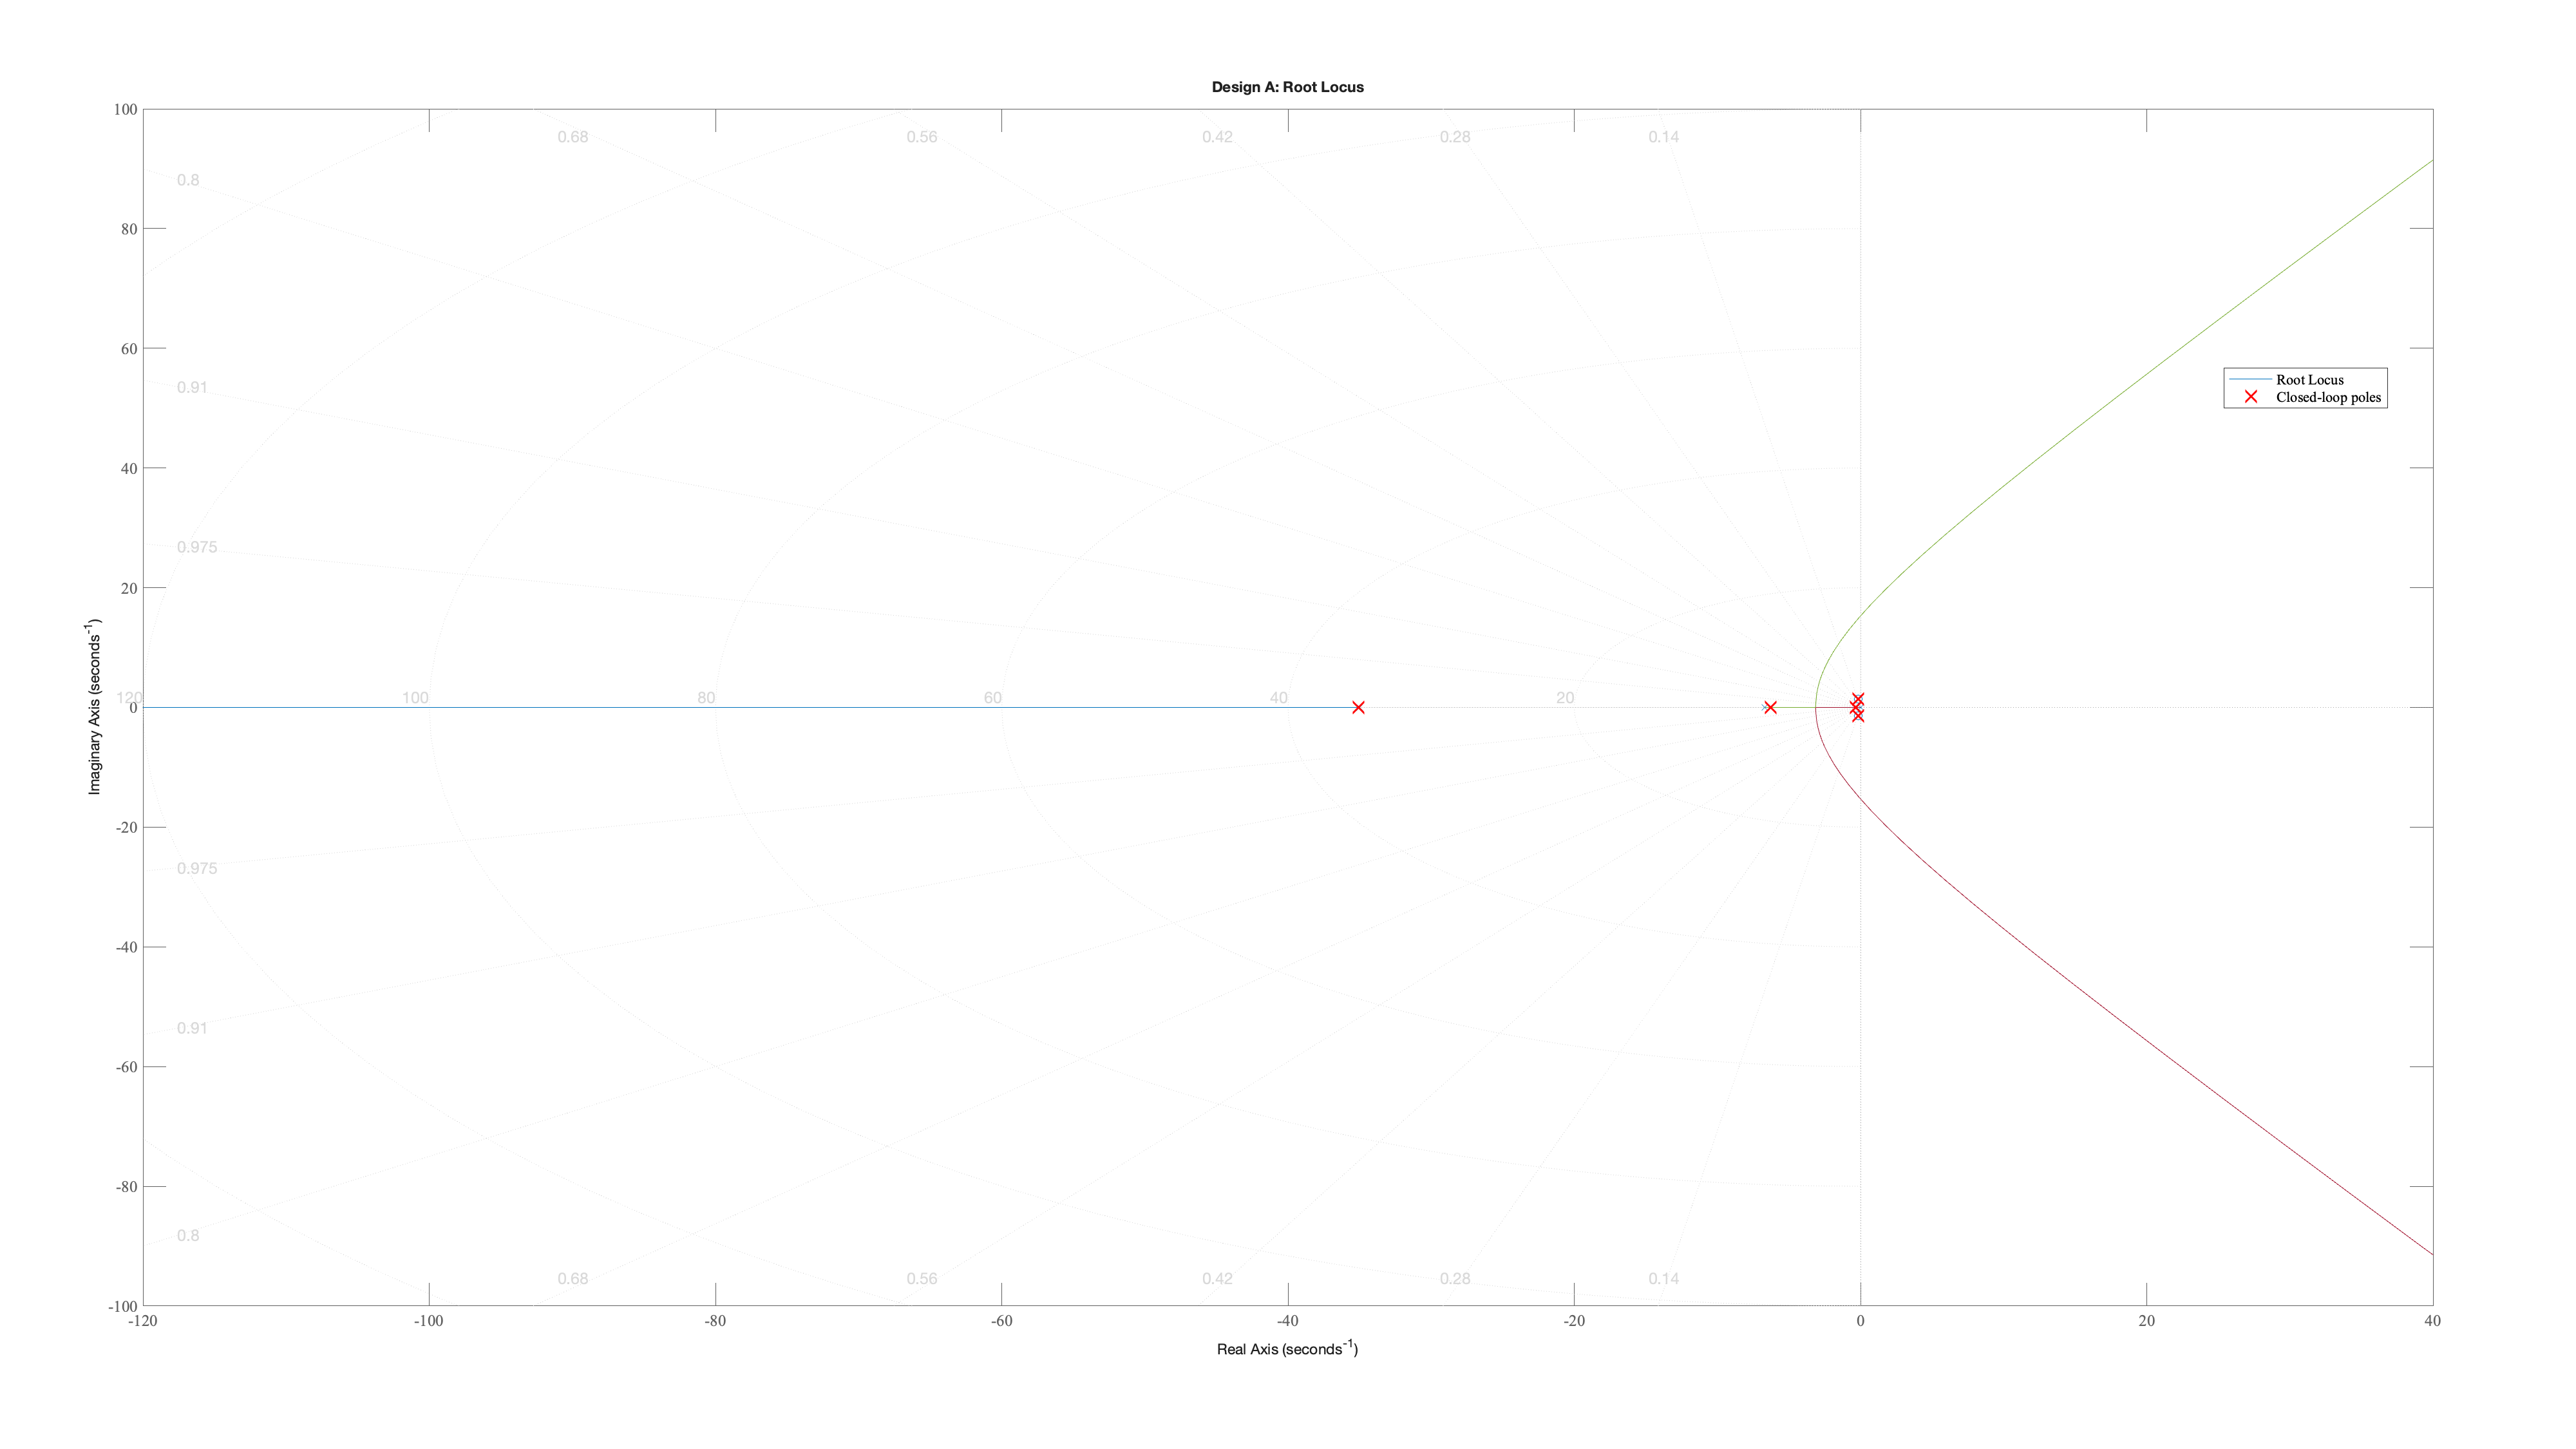 Design A: Root Locus
100
0.68 0.56 0.42 0.28 0.14
0.8
80
60
0.91
Root Locus
Closed-loop poles
40
0.975
20
120 100 80 60 40 20
0
-20
0.975
-40
0.91
-60
-80
0.8
0.68 0.56 0.42 0.28 0.14
-100
-120 -100 -80 -60 -40 -20 0 20 40
Real Axis (seconds⁻¹)
Imaginary Axis (seconds⁻¹)